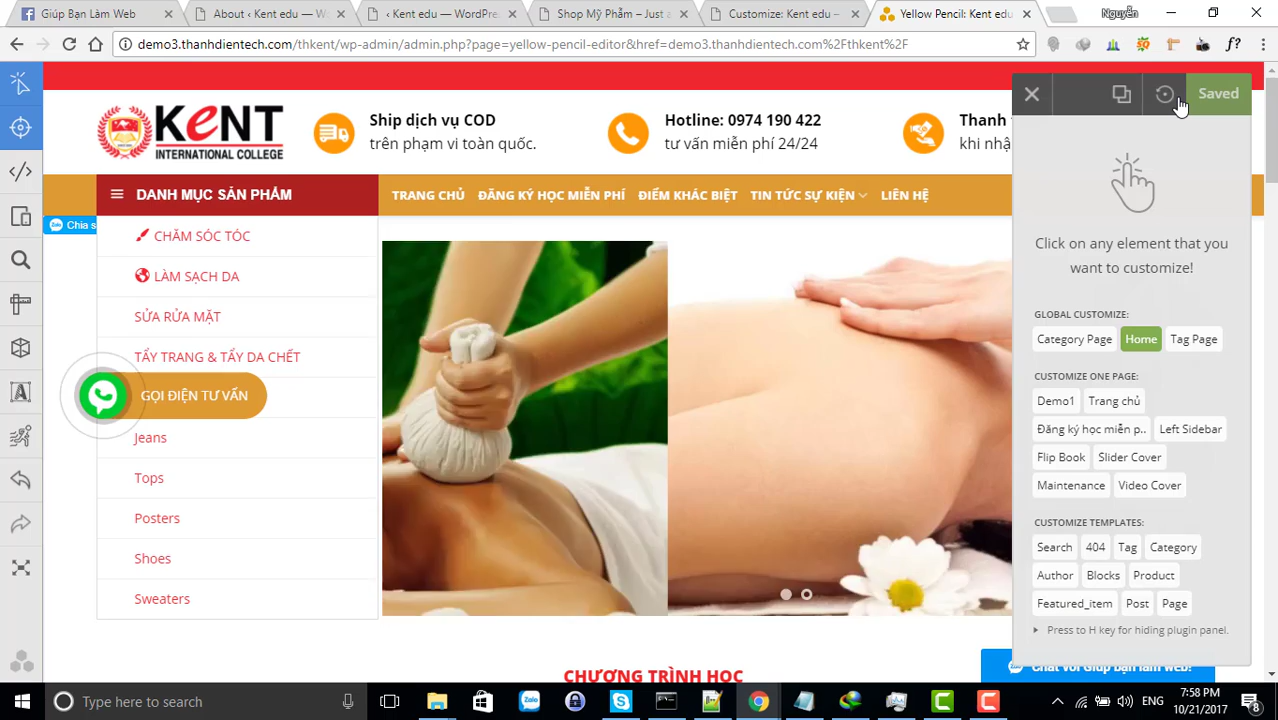 Giúp Bạn Làm Web
About ‹ Kent edu
‹ Kent edu — WordPre
Shop Mỹ Phẩm – Just a
Customize: Kent edu –
Yellow Pencil: Kent edu
Nguyễn
demo3.thanhdientech.com/thkent/wp-admin/admin.php?page=yellow-pencil-editor&href=demo3.thanhdientech.com%2Fthkent%2F
Saved
KENT
INTERNATIONAL COLLEGE
Ship dịch vụ COD
trên phạm vi toàn quốc.
Hotline: 0974 190 422
tư vấn miễn phí 24/24
Thanh
khi nhậ
DANH MỤC SẢN PHẨM
TRANG CHỦ
ĐĂNG KÝ HỌC MIỄN PHÍ
ĐIỂM KHÁC BIỆT
TIN TỨC SỰ KIỆN
LIÊN HỆ
Zalo
Chia s
CHĂM SÓC TÓC
LÀM SẠCH DA
SỬA RỬA MẶT
TẨY TRANG & TẨY DA CHẾT
GỌI ĐIỆN TƯ VẤN
Jeans
Tops
Posters
Shoes
Sweaters
Click on any element that you
want to customize!
GLOBAL CUSTOMIZE:
Category Page
Home
Tag Page
CUSTOMIZE ONE PAGE:
Demo1
Trang chủ
Đăng ký học miễn p..
Left Sidebar
Flip Book
Slider Cover
Maintenance
Video Cover
CUSTOMIZE TEMPLATES:
Search
404
Tag
Category
Author
Blocks
Product
Featured_item
Post
Page
Press to H key for hiding plugin panel.
CHƯƠNG TRÌNH HỌC
Chat với Giúp bạn làm web!
Type here to search
ENG
7:58 PM
10/21/2017
8